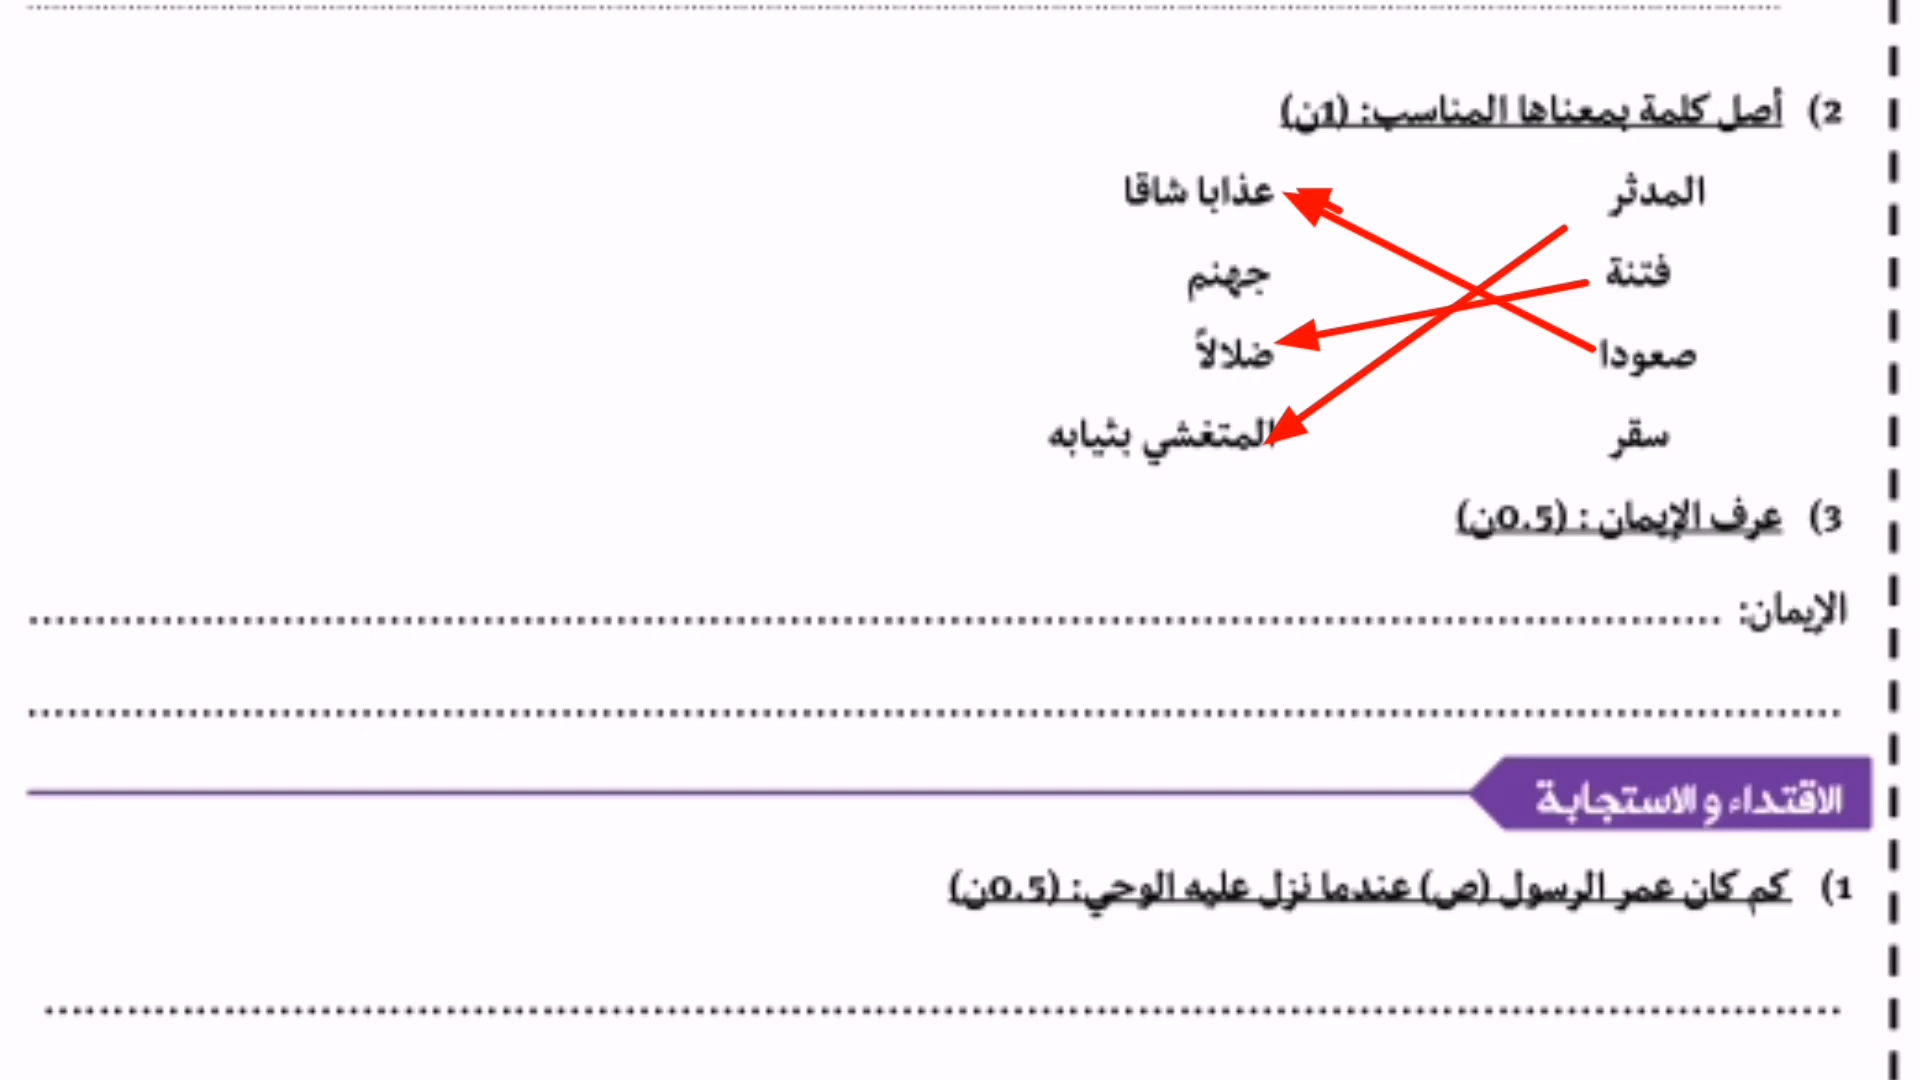 2) أصل كلمة بمعناها المناسب: (1ن)
المدثر عذابا شاقا
فتنة جهنم
صعودا ضلالاً
سقر المتغشي بثيابه
3) عرف الإيمان : (0.5ن)
الإيمان: ........................................................................
........................................................................
الاقتداء و الاستجابة
1) كم كان عمر الرسول (ص) عندما نزل عليه الوحي: (0.5ن)
........................................................................